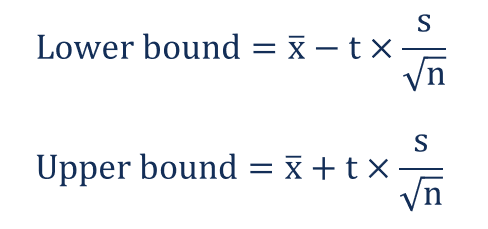 Lower bound = x̄ − t × s/√n
Upper bound = x̄ + t × s/√n